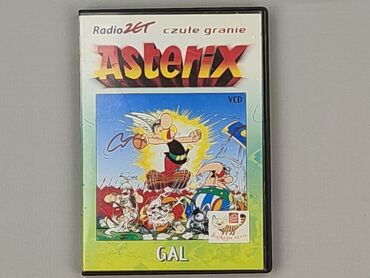 Radio ZET czułe granie
Asterix
VCD
GAL